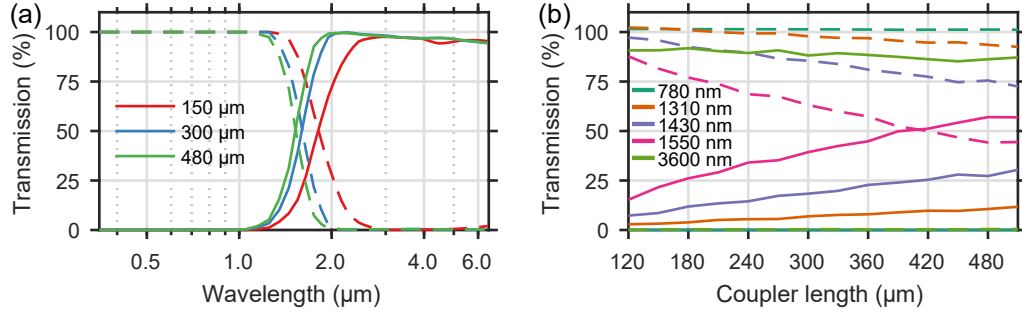 (a)
Transmission (%)
100
75
50
25
0
150 µm
300 µm
480 µm
0.5 1.0 2.0 4.0 6.0
Wavelength (µm)
(b)
Transmission (%)
100
75
50
25
0
780 nm
1310 nm
1430 nm
1550 nm
3600 nm
120 180 240 300 360 420 480
Coupler length (µm)